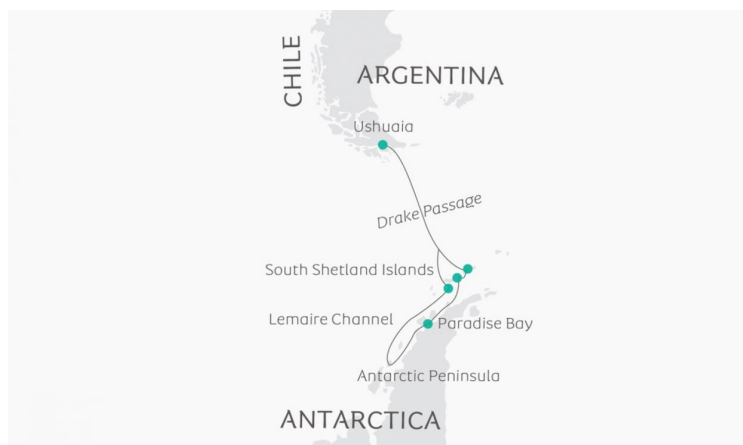 CHILE
ARGENTINA
Ushuaia
Drake Passage
South Shetland Islands
Lemaire Channel
Paradise Bay
Antarctic Peninsula
ANTARCTICA